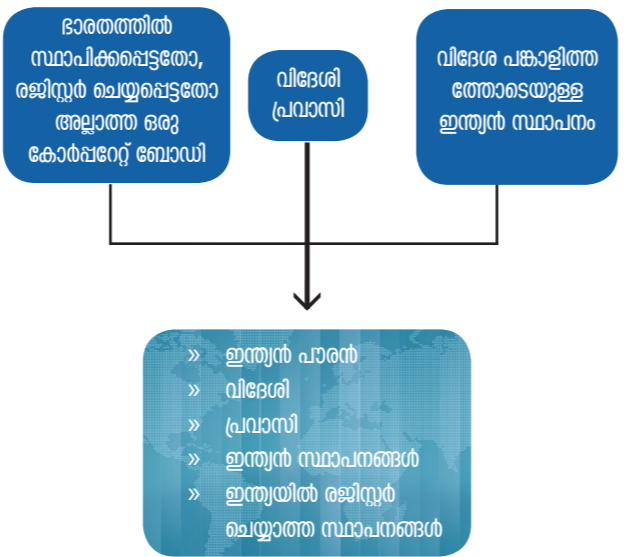 ഭാരതത്തിൽ
സ്ഥാപിക്കപ്പെട്ടതോ,
രജിസ്റ്റർ ചെയ്യപ്പെട്ടതോ
അല്ലാത്ത ഒരു
കോർപ്പറേറ്റ് ബോഡി
വിദേശി
പ്രവാസി
വിദേശ പങ്കാളിത്ത
ത്തോടെയുള്ള
ഇന്ത്യൻ സ്ഥാപനം
» ഇന്ത്യൻ പൗരൻ
» വിദേശി
» പ്രവാസി
» ഇന്ത്യൻ സ്ഥാപനങ്ങൾ
» ഇന്ത്യയിൽ രജിസ്റ്റർ
ചെയ്യാത്ത സ്ഥാപനങ്ങൾ